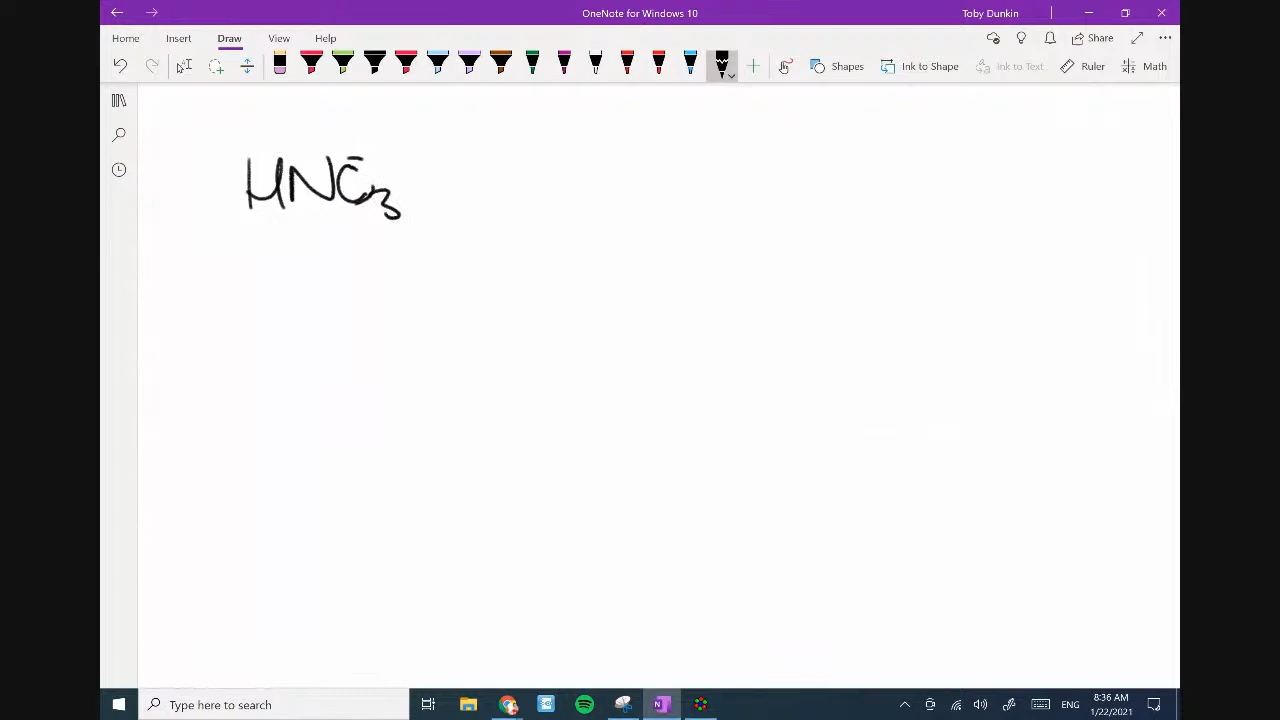 OneNote for Windows 10
Toby Dunkin
Home Insert Draw View Help
Share
Shapes Ink to Shape Ink to Text Ruler Math
HNO3
Type here to search
8:36 AM
ENG
1/22/2021